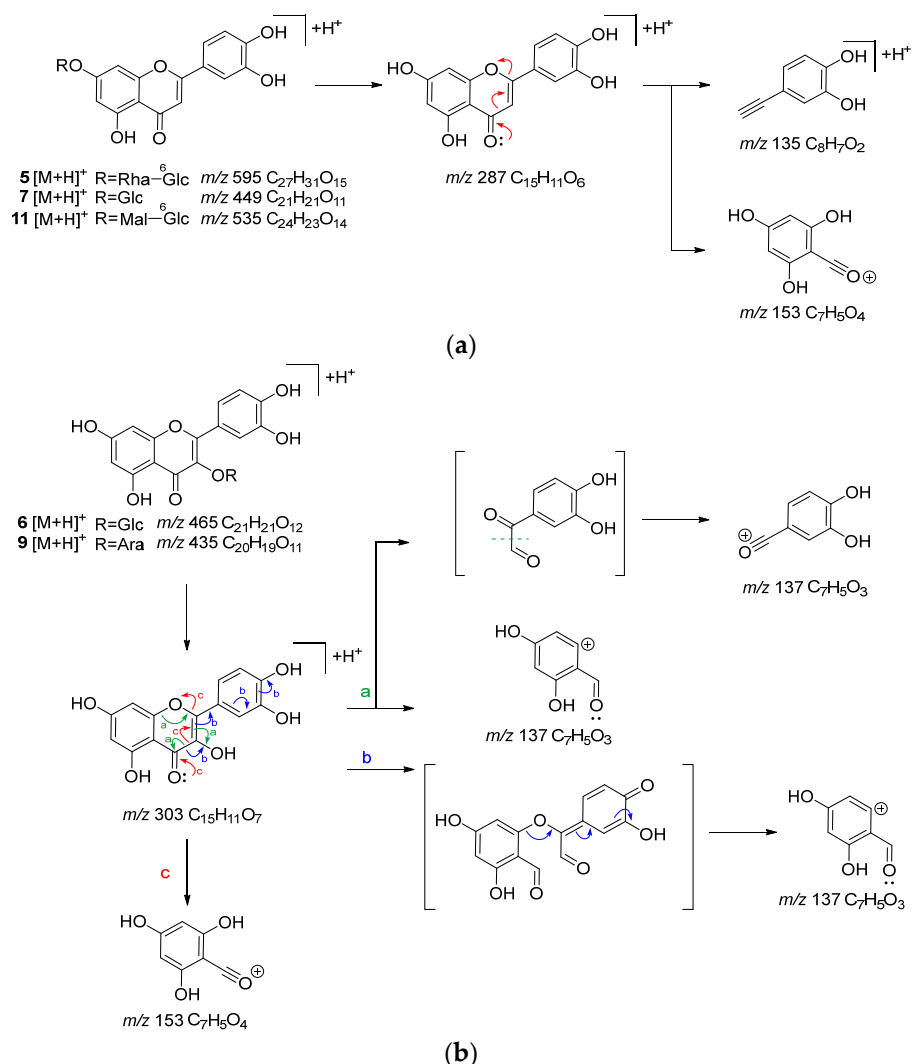 +H⁺
+H⁺
+H⁺
OH
OH
RO
O
OH
O
HO
O
OH
OH
OH
O:
OH
OH
m/z 135 C₈H₇O₂
5 [M+H]⁺ R=Rha–⁶Glc m/z 595 C₂₇H₃₁O₁₅
7 [M+H]⁺ R=Glc m/z 449 C₂₁H₂₁O₁₁
11 [M+H]⁺ R=Mal–⁶Glc m/z 535 C₂₄H₂₃O₁₄
m/z 287 C₁₅H₁₁O₆
HO
OH
OH
O⊕
m/z 153 C₇H₅O₄
(a)
+H⁺
OH
OH
HO
O
OR
OH
O
6 [M+H]⁺ R=Glc m/z 465 C₂₁H₂₁O₁₂
9 [M+H]⁺ R=Ara m/z 435 C₂₀H₁₉O₁₁
OH
OH
O
O
OH
OH
⊕O
m/z 137 C₇H₅O₃
+H⁺
OH
OH
HO
O
OH
OH
O:
c
b
b
b
a
c
a
a
b
c
m/z 303 C₁₅H₁₁O₇
a
HO
⊕
OH
O:
m/z 137 C₇H₅O₃
b
O
OH
HO
O
OH
O
O
HO
⊕
OH
O:
m/z 137 C₇H₅O₃
c
HO
OH
OH
O⊕
m/z 153 C₇H₅O₄
(b)